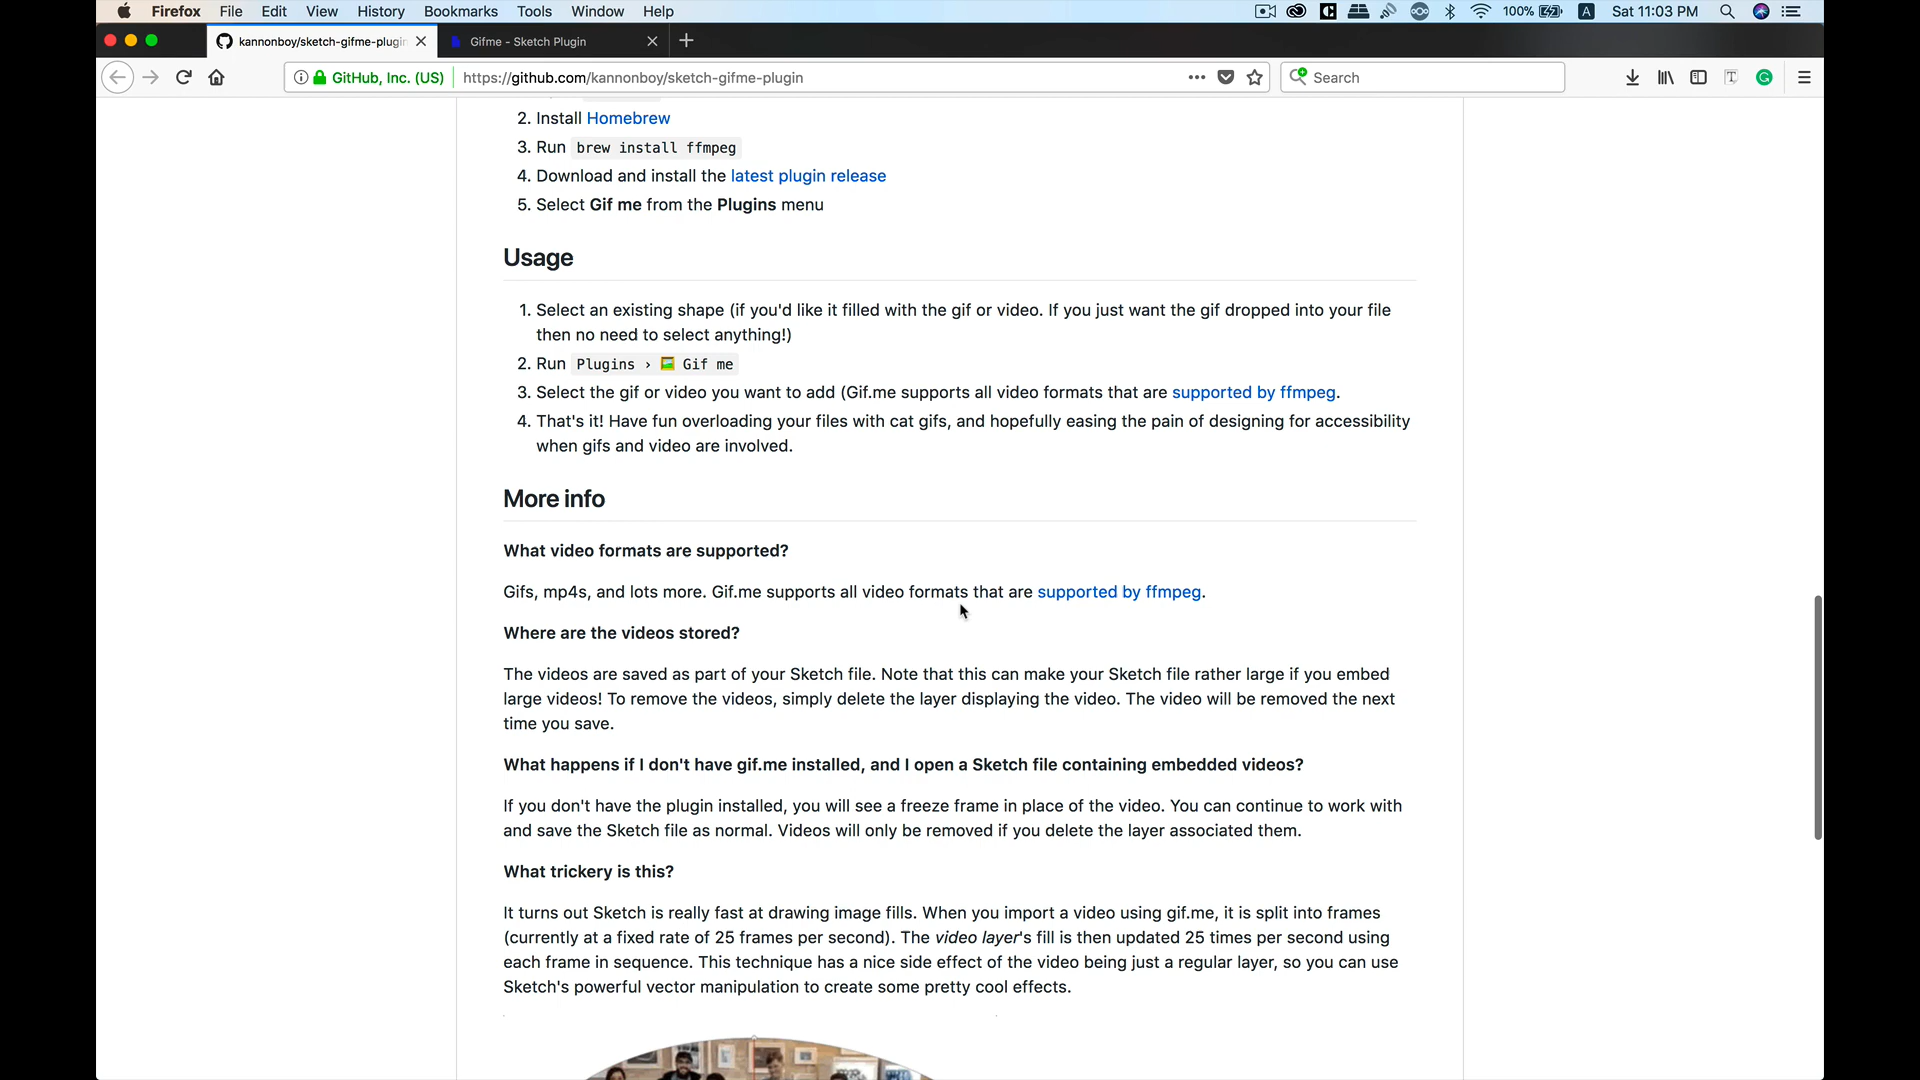 Firefox File Edit View History Bookmarks Tools Window Help 100% A Sat 11:03 PM
kannonboy/sketch-gifme-plugin Gifme - Sketch Plugin
GitHub, Inc. (US) https://github.com/kannonboy/sketch-gifme-plugin Search
2. Install Homebrew
3. Run brew install ffmpeg
4. Download and install the latest plugin release
5. Select Gif me from the Plugins menu
Usage
1. Select an existing shape (if you'd like it filled with the gif or video. If you just want the gif dropped into your file
then no need to select anything!)
2. Run Plugins › Gif me
3. Select the gif or video you want to add (Gif.me supports all video formats that are supported by ffmpeg.
4. That's it! Have fun overloading your files with cat gifs, and hopefully easing the pain of designing for accessibility
when gifs and video are involved.
More info
What video formats are supported?
Gifs, mp4s, and lots more. Gif.me supports all video formats that are supported by ffmpeg.
Where are the videos stored?
The videos are saved as part of your Sketch file. Note that this can make your Sketch file rather large if you embed
large videos! To remove the videos, simply delete the layer displaying the video. The video will be removed the next
time you save.
What happens if I don't have gif.me installed, and I open a Sketch file containing embedded videos?
If you don't have the plugin installed, you will see a freeze frame in place of the video. You can continue to work with
and save the Sketch file as normal. Videos will only be removed if you delete the layer associated them.
What trickery is this?
It turns out Sketch is really fast at drawing image fills. When you import a video using gif.me, it is split into frames
(currently at a fixed rate of 25 frames per second). The video layer's fill is then updated 25 times per second using
each frame in sequence. This technique has a nice side effect of the video being just a regular layer, so you can use
Sketch's powerful vector manipulation to create some pretty cool effects.